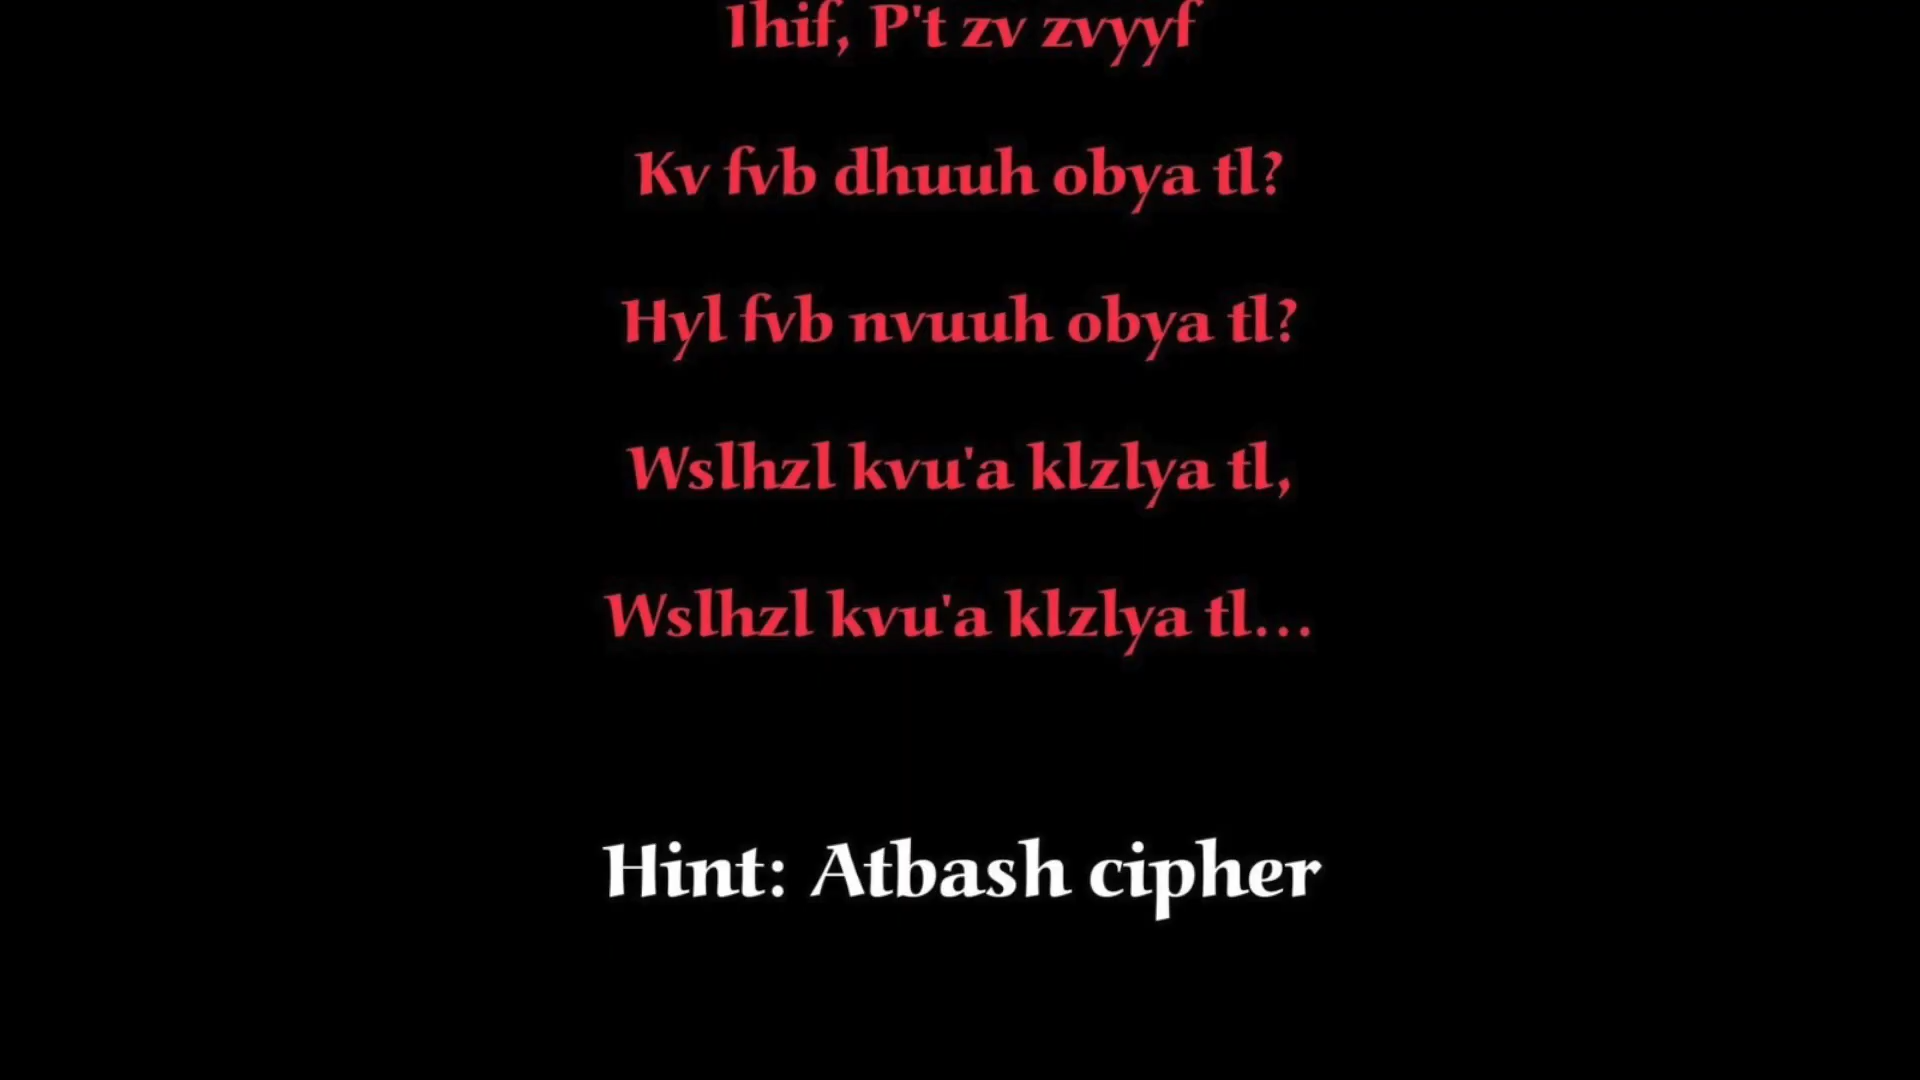 Ihif, P't zv zvyyf
Kv fvb dhuuh obya tl?
Hyl fvb nvuuh obya tl?
Wslhzl kvu'a klzlya tl,
Wslhzl kvu'a klzlya tl...
Hint: Atbash cipher